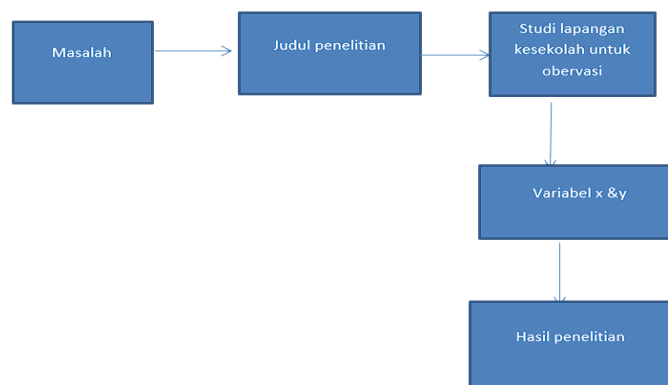 Masalah
Judul penelitian
Studi lapangan
kesekolah untuk
obervasi
Variabel x &y
Hasil penelitian